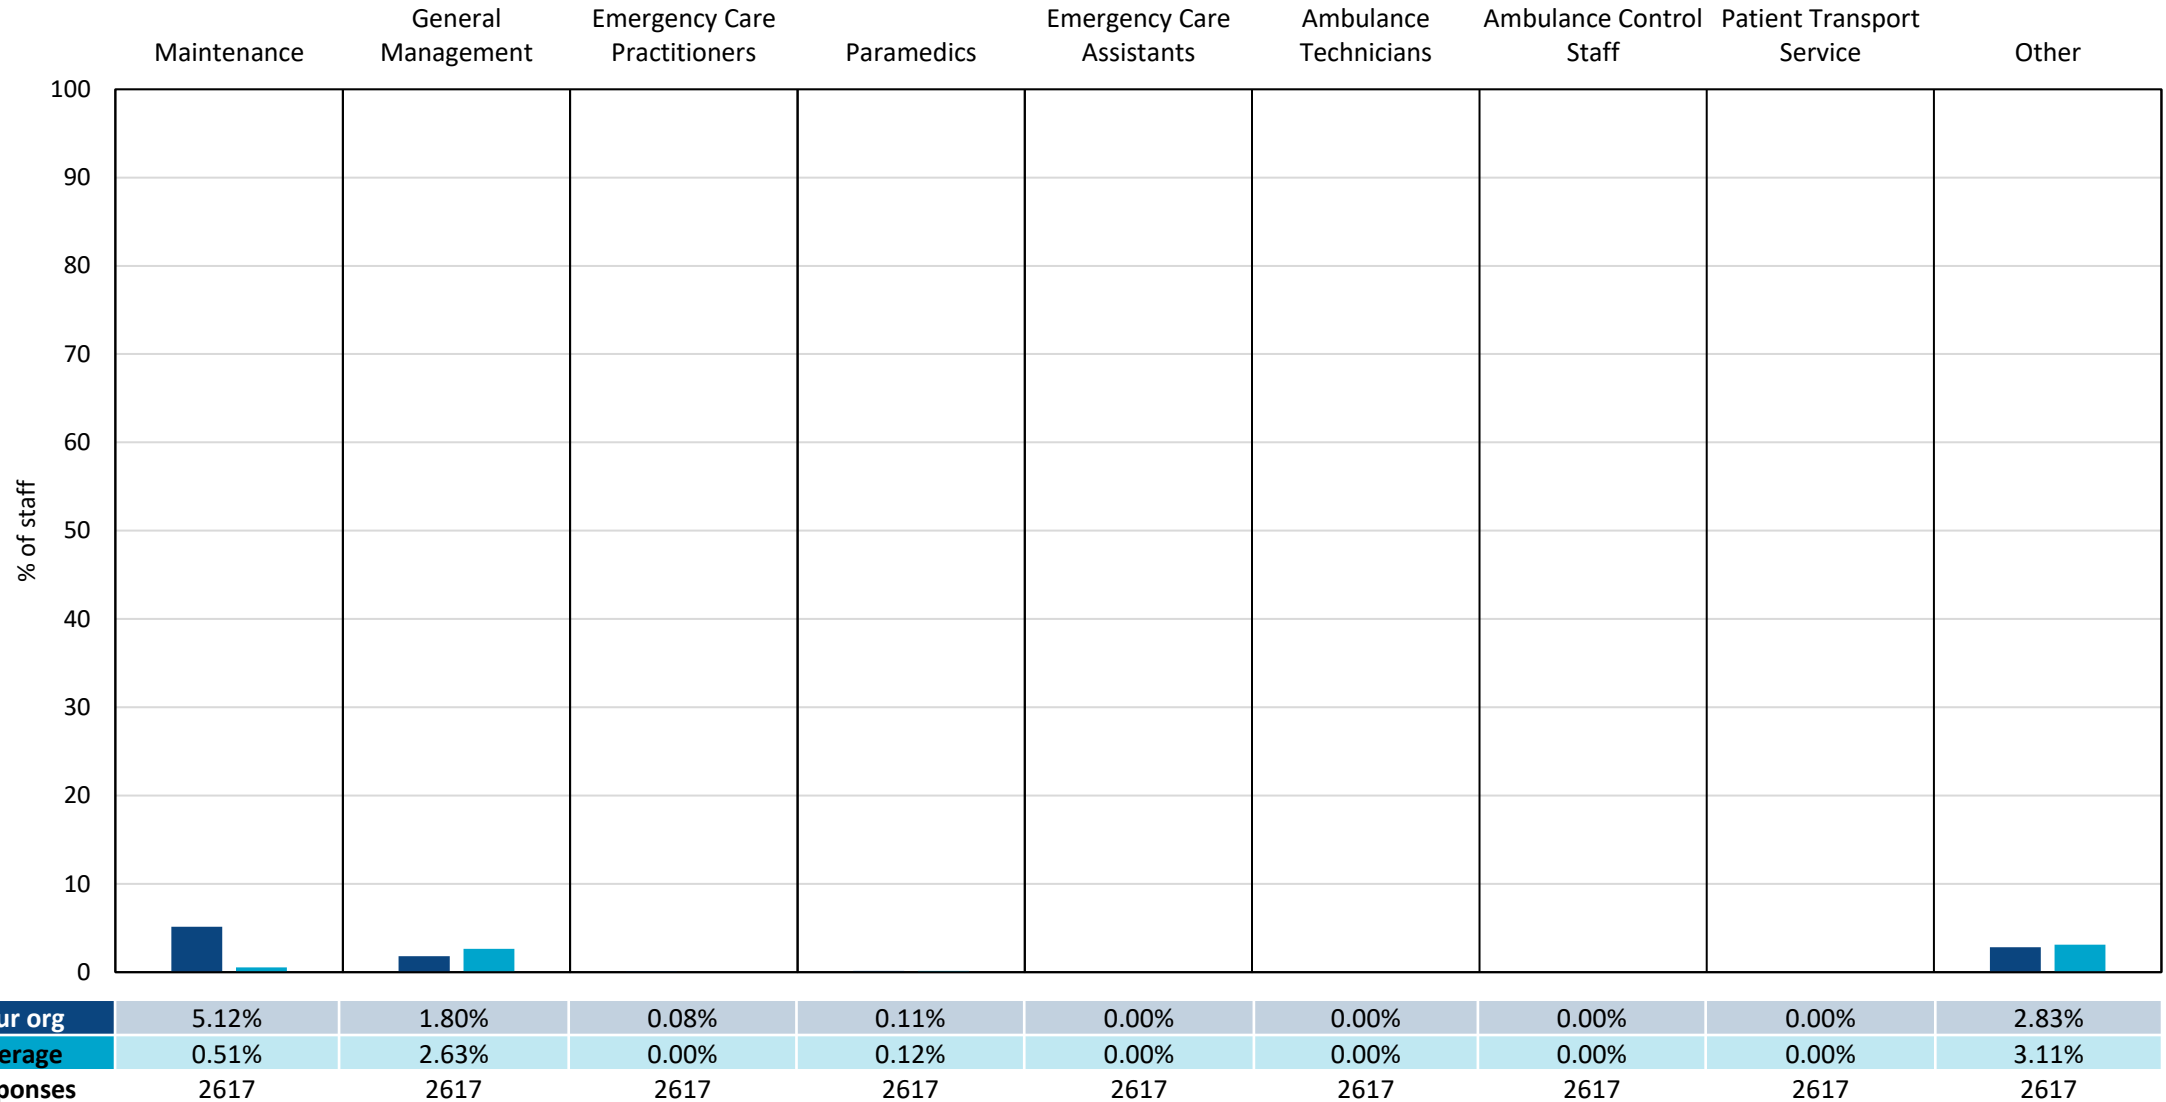 Maintenance
General
Management
Emergency Care
Practitioners
Paramedics
Emergency Care
Assistants
Ambulance
Technicians
Ambulance Control
Staff
Patient Transport
Service
Other
% of staff
100
90
80
70
60
50
40
30
20
10
0
ur org 5.12% 1.80% 0.08% 0.11% 0.00% 0.00% 0.00% 0.00% 2.83%
erage 0.51% 2.63% 0.00% 0.12% 0.00% 0.00% 0.00% 0.00% 3.11%
ponses 2617 2617 2617 2617 2617 2617 2617 2617 2617